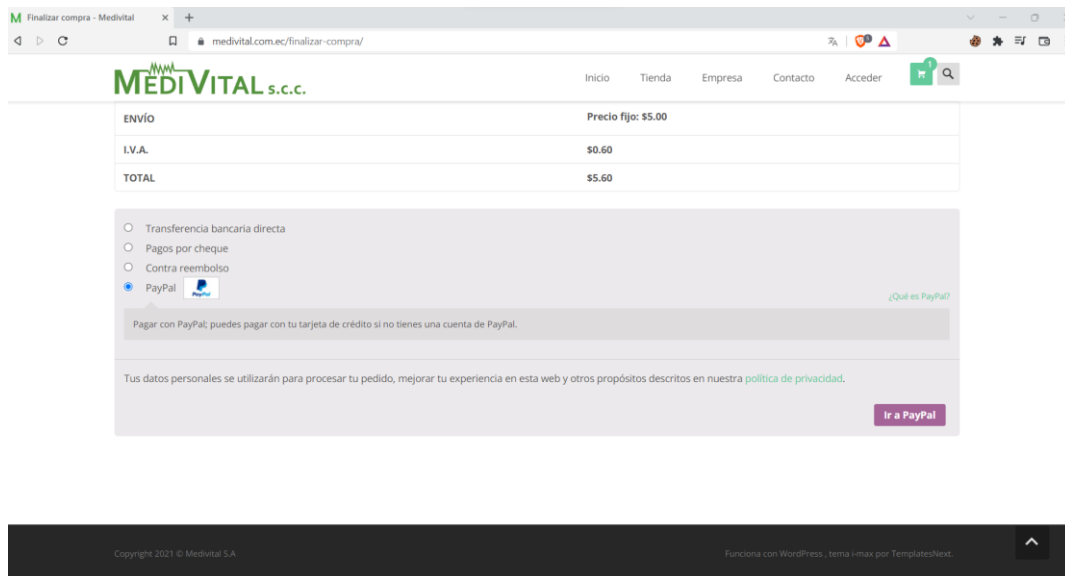 M Finalizar compra - Medivital
medivital.com.ec/finalizar-compra/
MEDIVITAL s.c.c.
Inicio Tienda Empresa Contacto Acceder 1
ENVÍO Precio fijo: $5.00
I.V.A. $0.60
TOTAL $5.60
Transferencia bancaria directa
Pagos por cheque
Contra reembolso
PayPal PayPal
¿Qué es PayPal?
Pagar con PayPal; puedes pagar con tu tarjeta de crédito si no tienes una cuenta de PayPal.
Tus datos personales se utilizarán para procesar tu pedido, mejorar tu experiencia en esta web y otros propósitos descritos en nuestra política de privacidad.
Ir a PayPal
Copyright 2021 © Medivital S.A Funciona con WordPress , tema i-max por TemplatesNext.